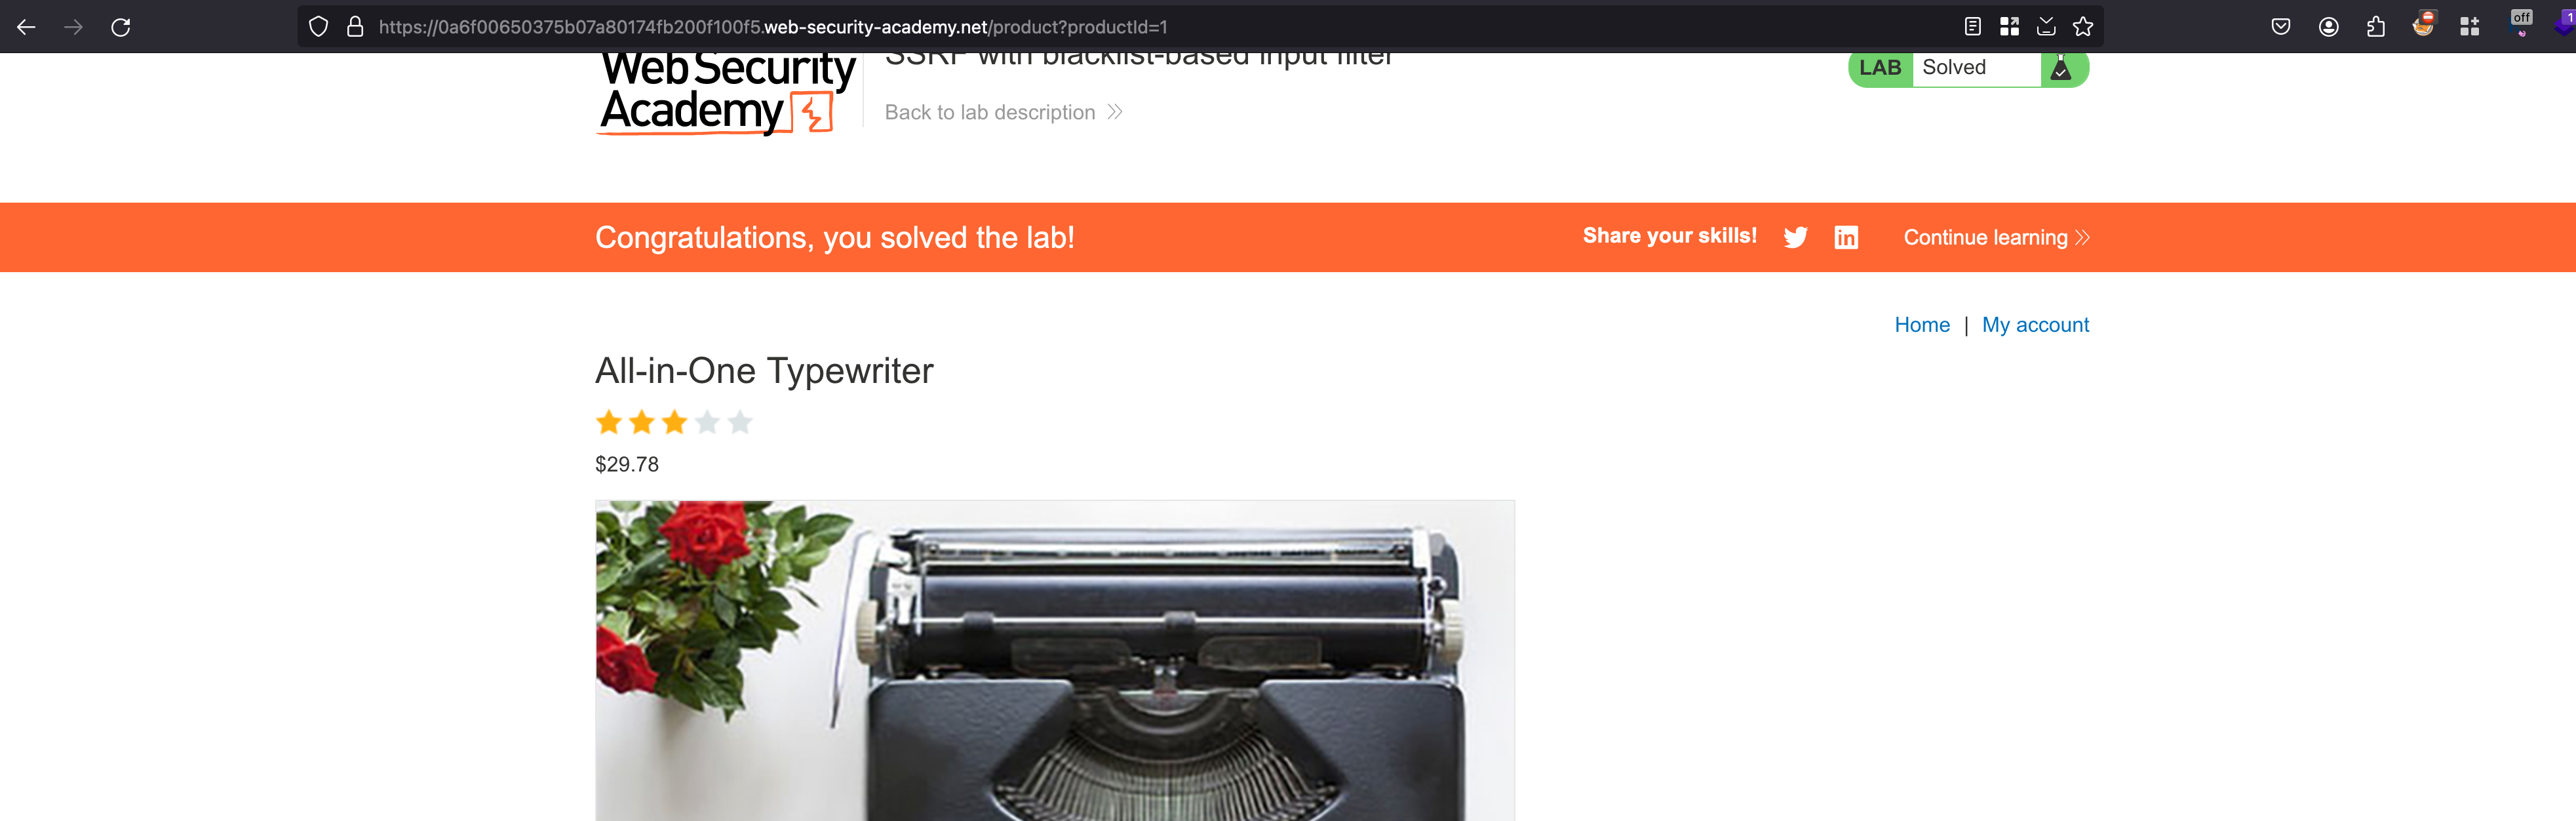 https://0a6f00650375b07a80174fb200f100f5.web-security-academy.net/product?productId=1
off
1
Web Security
Academy
SSRF with blacklist-based input filter
Back to lab description
LAB Solved
Congratulations, you solved the lab!
Share your skills!
in
Continue learning
Home | My account
All-in-One Typewriter
$29.78